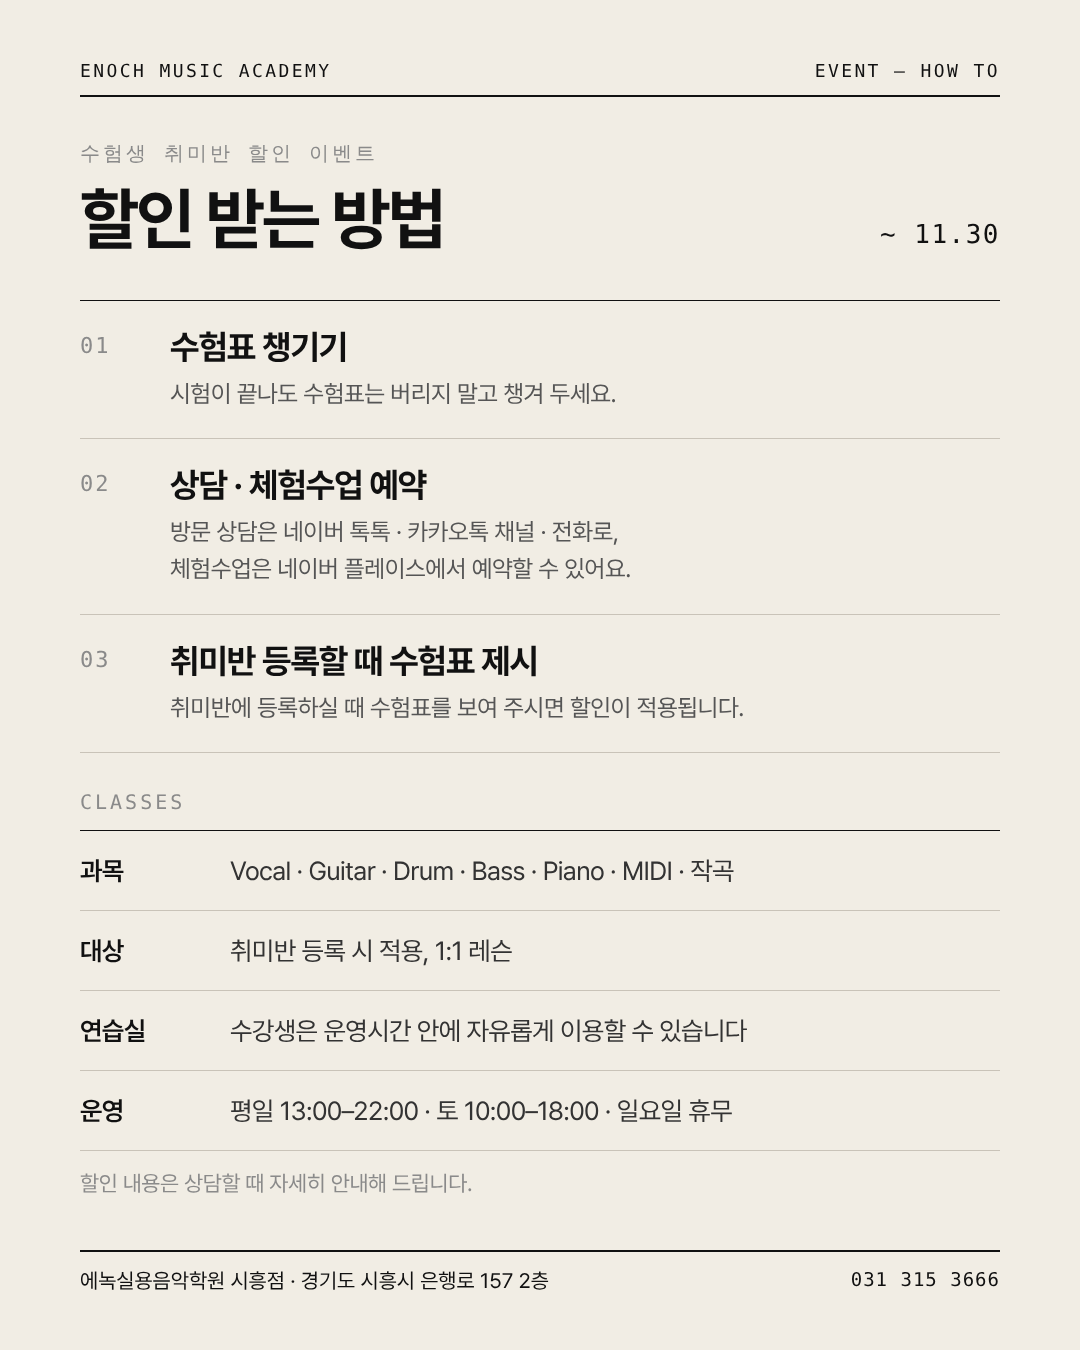 ENOCH MUSIC ACADEMY
EVENT — HOW TO
수험생 취미반 할인 이벤트
할인 받는 방법
~ 11.30
01
수험표 챙기기
시험이 끝나도 수험표는 버리지 말고 챙겨 두세요.
02
상담 · 체험수업 예약
방문 상담은 네이버 톡톡 · 카카오톡 채널 · 전화로,
체험수업은 네이버 플레이스에서 예약할 수 있어요.
03
취미반 등록할 때 수험표 제시
취미반에 등록하실 때 수험표를 보여 주시면 할인이 적용됩니다.
CLASSES
과목 Vocal · Guitar · Drum · Bass · Piano · MIDI · 작곡
대상 취미반 등록 시 적용, 1:1 레슨
연습실 수강생은 운영시간 안에 자유롭게 이용할 수 있습니다
운영 평일 13:00–22:00 · 토 10:00–18:00 · 일요일 휴무
할인 내용은 상담할 때 자세히 안내해 드립니다.
에녹실용음악학원 시흥점 · 경기도 시흥시 은행로 157 2층
031 315 3666